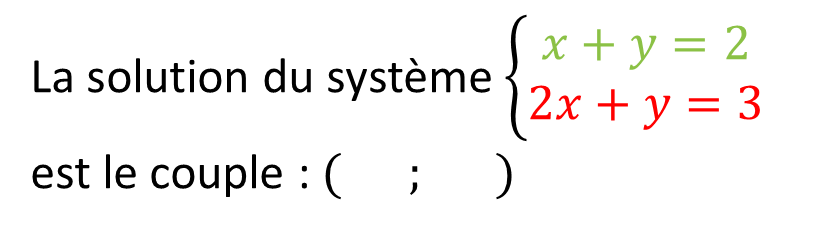 La solution du système { x + y = 2
2x + y = 3
est le couple : ( ; )